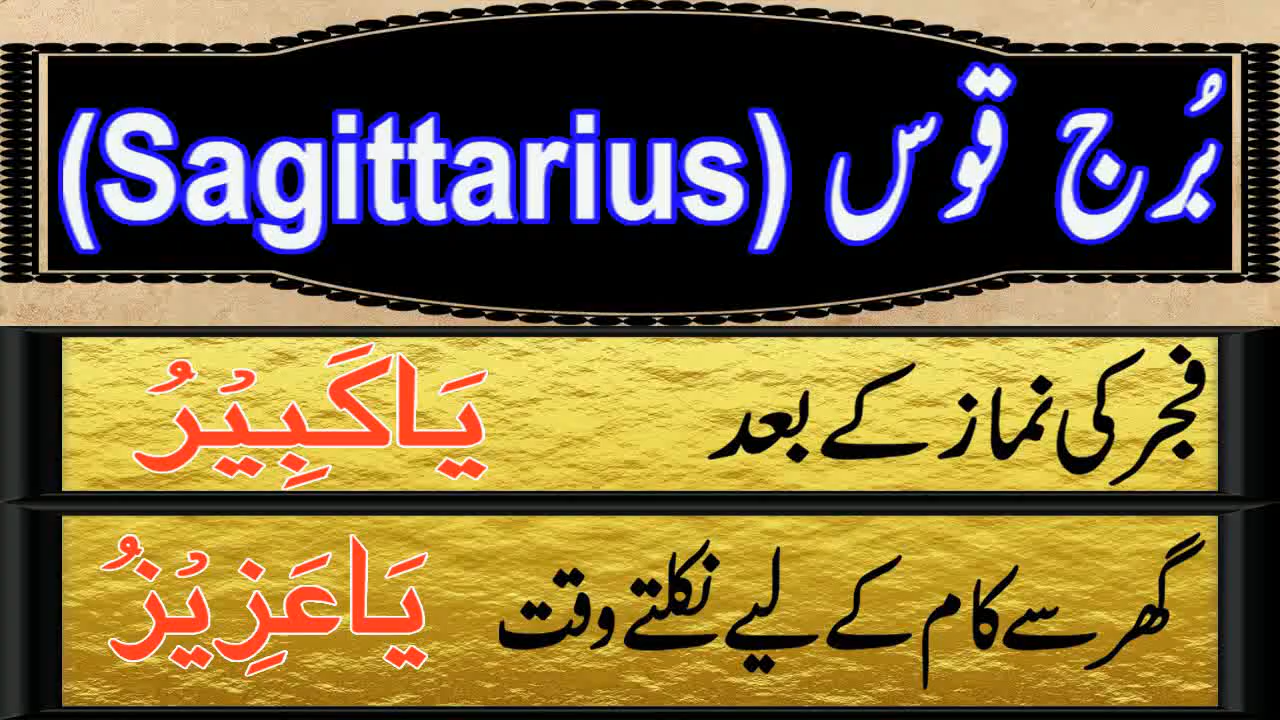 بُرج قوس (Sagittarius)
فجر کی نماز کے بعد یَاکَبِیْرُ
گھر سے کام کے لیے نکلتے وقت یَاعَزِیْزُ